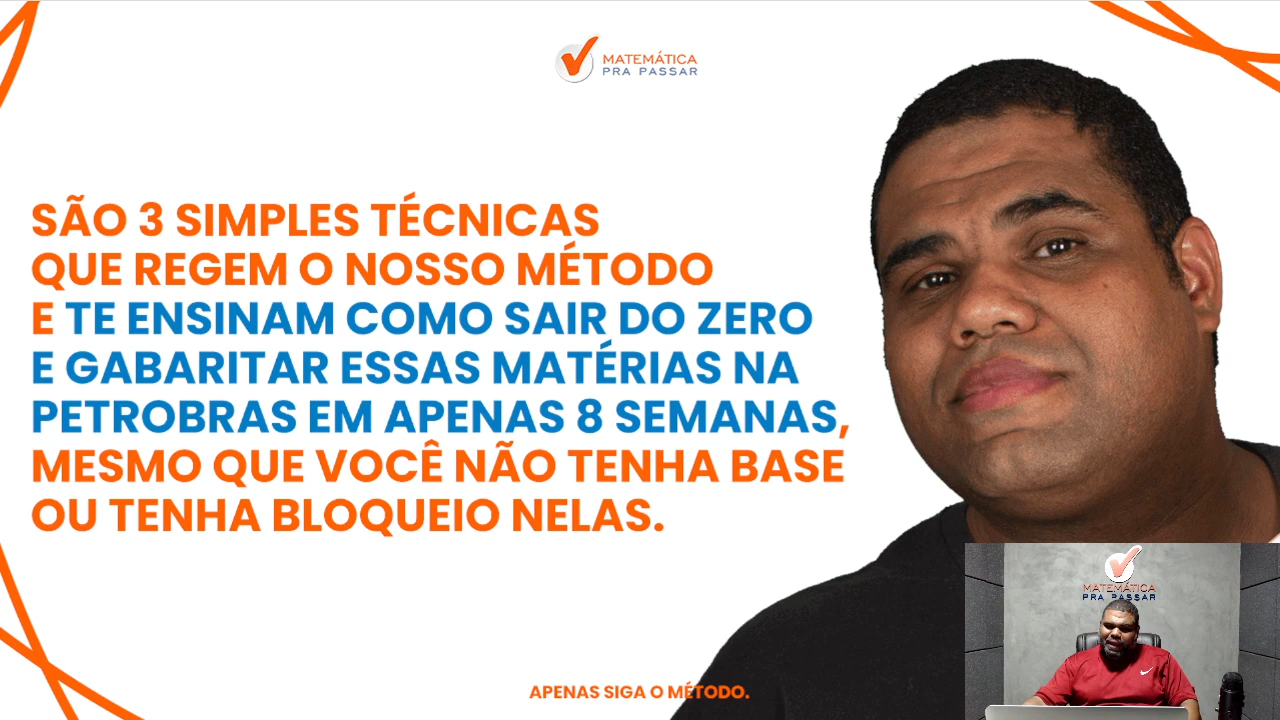 MATEMÁTICA
PRA PASSAR
SÃO 3 SIMPLES TÉCNICAS
QUE REGEM O NOSSO MÉTODO
E TE ENSINAM COMO SAIR DO ZERO
E GABARITAR ESSAS MATÉRIAS NA
PETROBRAS EM APENAS 8 SEMANAS,
MESMO QUE VOCÊ NÃO TENHA BASE
OU TENHA BLOQUEIO NELAS.
MATEMÁTICA
PRA PASSAR
APENAS SIGA O MÉTODO.